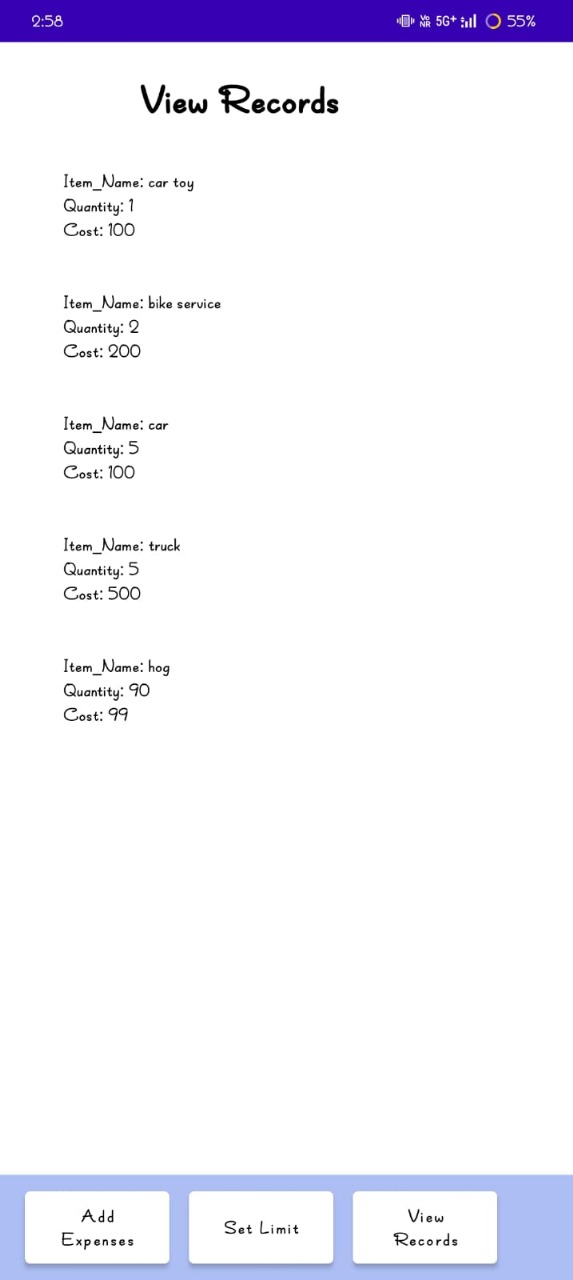 2:58 Vo NR 5G+ 55%
View Records
Item_Name: car toy
Quantity: 1
Cost: 100
Item_Name: bike service
Quantity: 2
Cost: 200
Item_Name: car
Quantity: 5
Cost: 100
Item_Name: truck
Quantity: 5
Cost: 500
Item_Name: hog
Quantity: 90
Cost: 99
Add
Expenses
Set Limit
View
Records